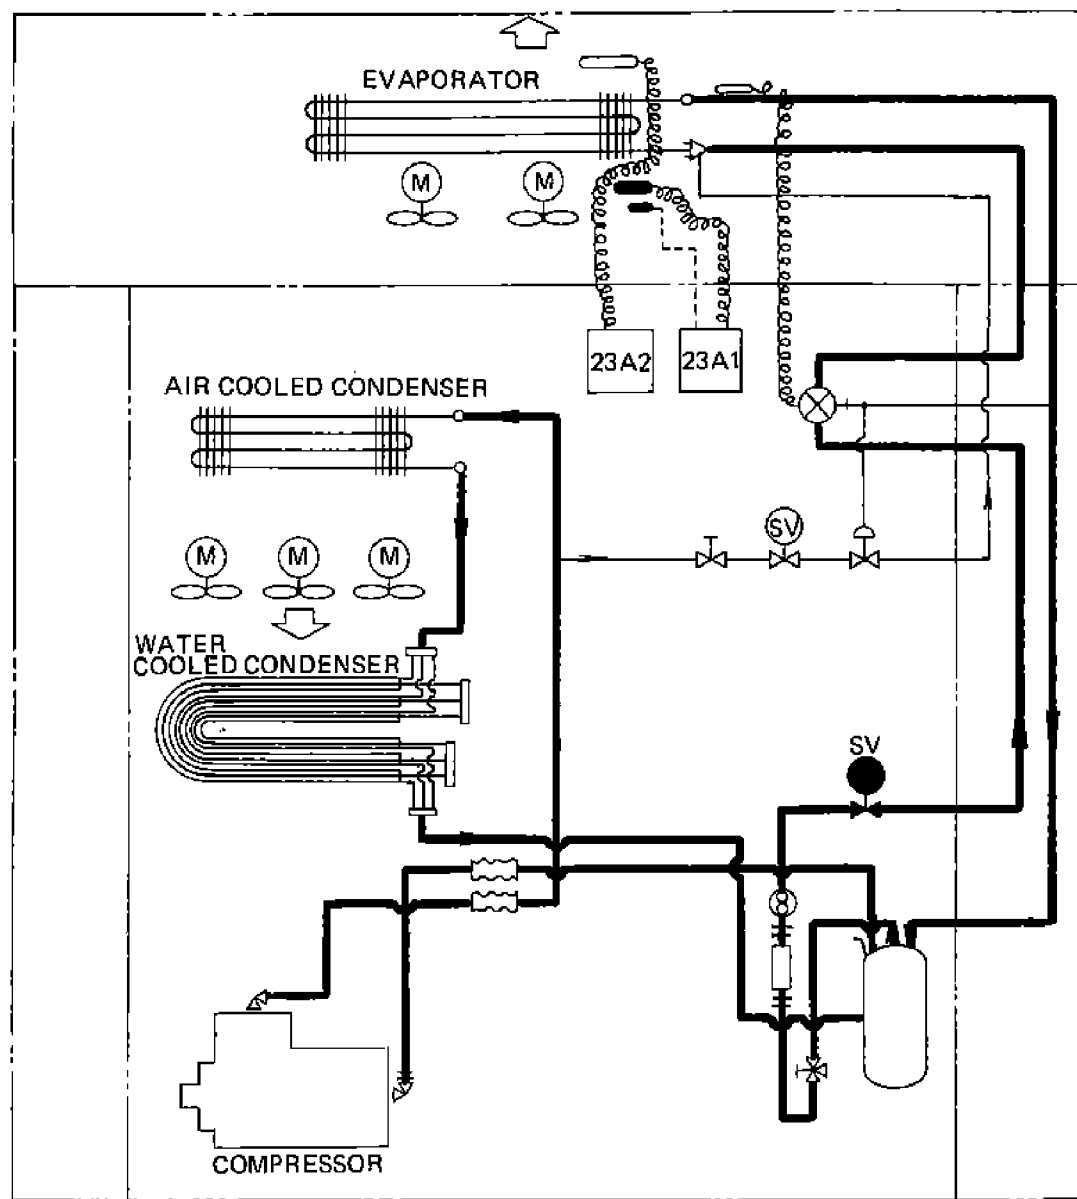 EVAPORATOR
M
M
23A2
23A1
AIR COOLED CONDENSER
SV
M
M
M
WATER
COOLED CONDENSER
SV
COMPRESSOR